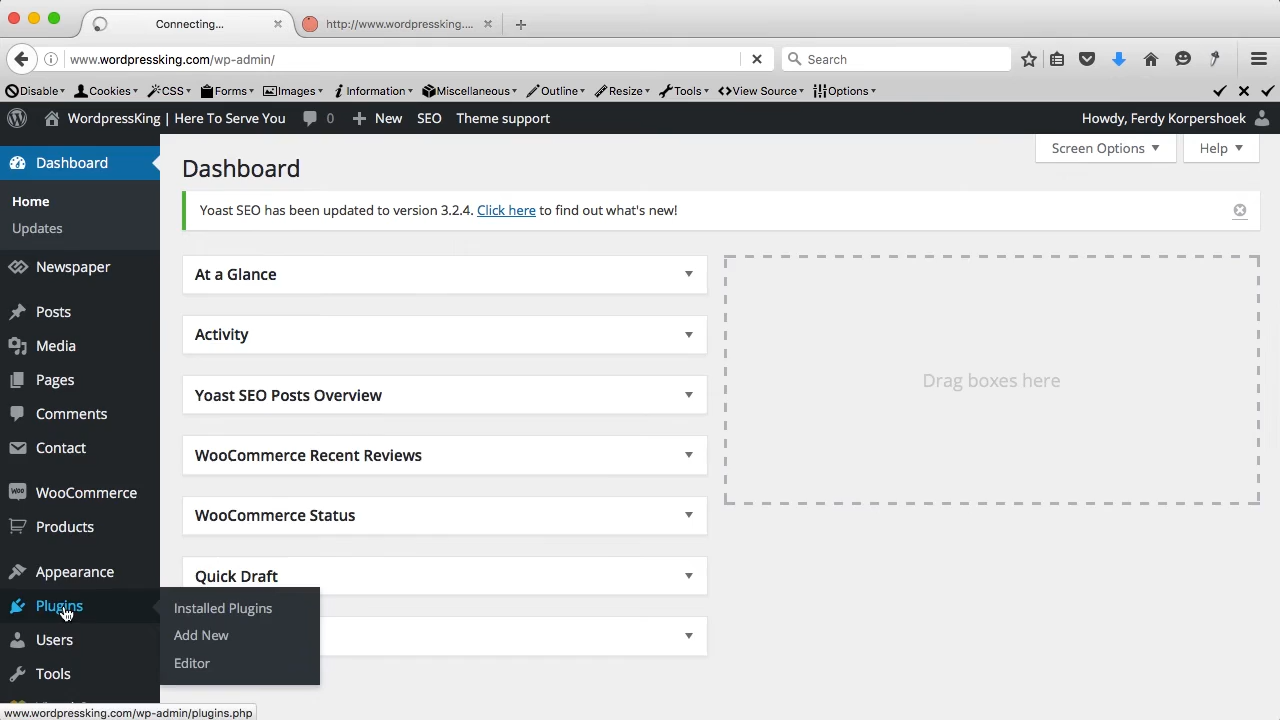 Connecting...
http://www.wordpressking....
www.wordpressking.com/wp-admin/
Search
Disable Cookies CSS Forms Images Information Miscellaneous Outline Resize Tools View Source Options
WordpressKing | Here To Serve You 0 New SEO Theme support Howdy, Ferdy Korpershoek
Screen Options Help
Dashboard
Home
Updates
Newspaper
Posts
Media
Pages
Comments
Contact
WooCommerce
Products
Appearance
Plugins
Users
Tools
Installed Plugins
Add New
Editor
Dashboard
Yoast SEO has been updated to version 3.2.4. Click here to find out what's new!
At a Glance
Activity
Yoast SEO Posts Overview
WooCommerce Recent Reviews
WooCommerce Status
Quick Draft
Drag boxes here
www.wordpressking.com/wp-admin/plugins.php